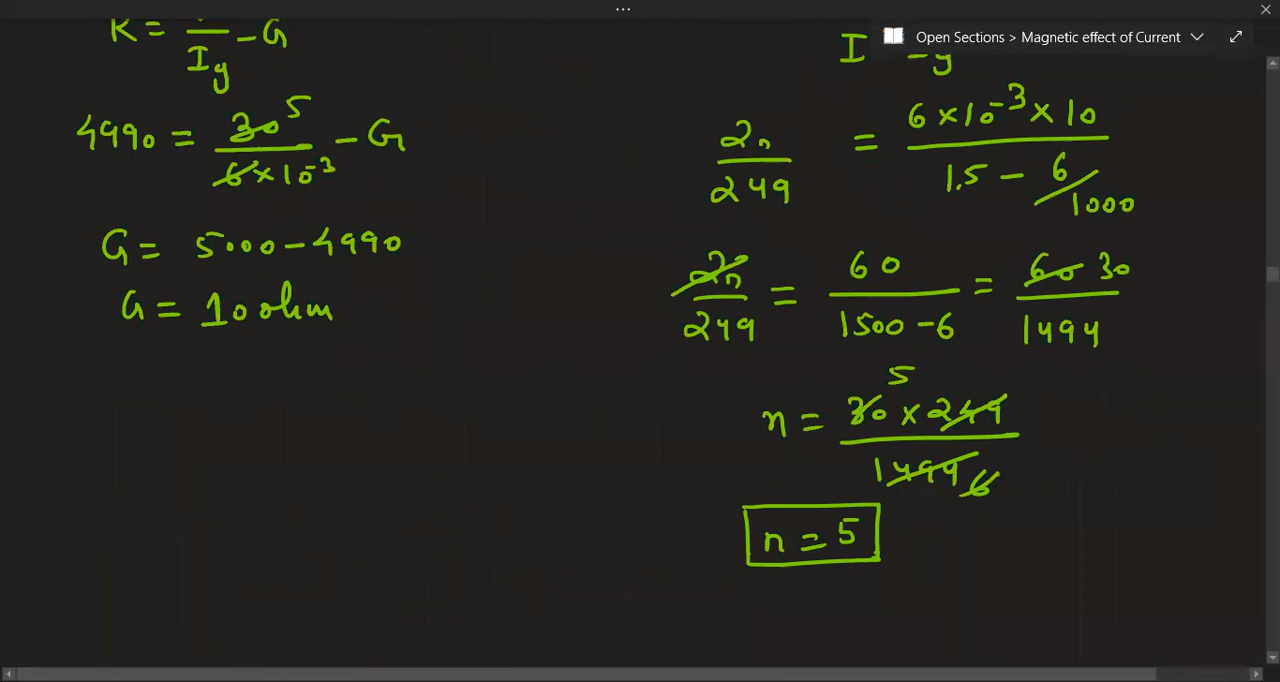 ...
Open Sections > Magnetic effect of Current
R = /I_g - G
I - I_g
4990 = 30 5 / 6 × 10^-3 - G
2n / 249 = 6 × 10^-3 × 10 / 1.5 - 6/1000
G = 5000 - 4990
2n / 249 = 60 / 1500 - 6 = 60 30 / 1494
G = 10 ohm
n = 30 5 × 249 / 1494 6
n = 5